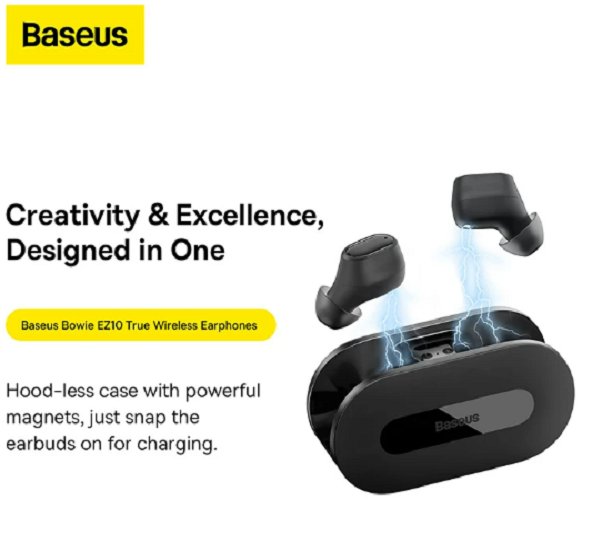 Baseus
Creativity & Excellence,
Designed in One
Baseus Bowie EZ10 True Wireless Earphones
Hood-less case with powerful
magnets, just snap the
earbuds on for charging.
Baseus